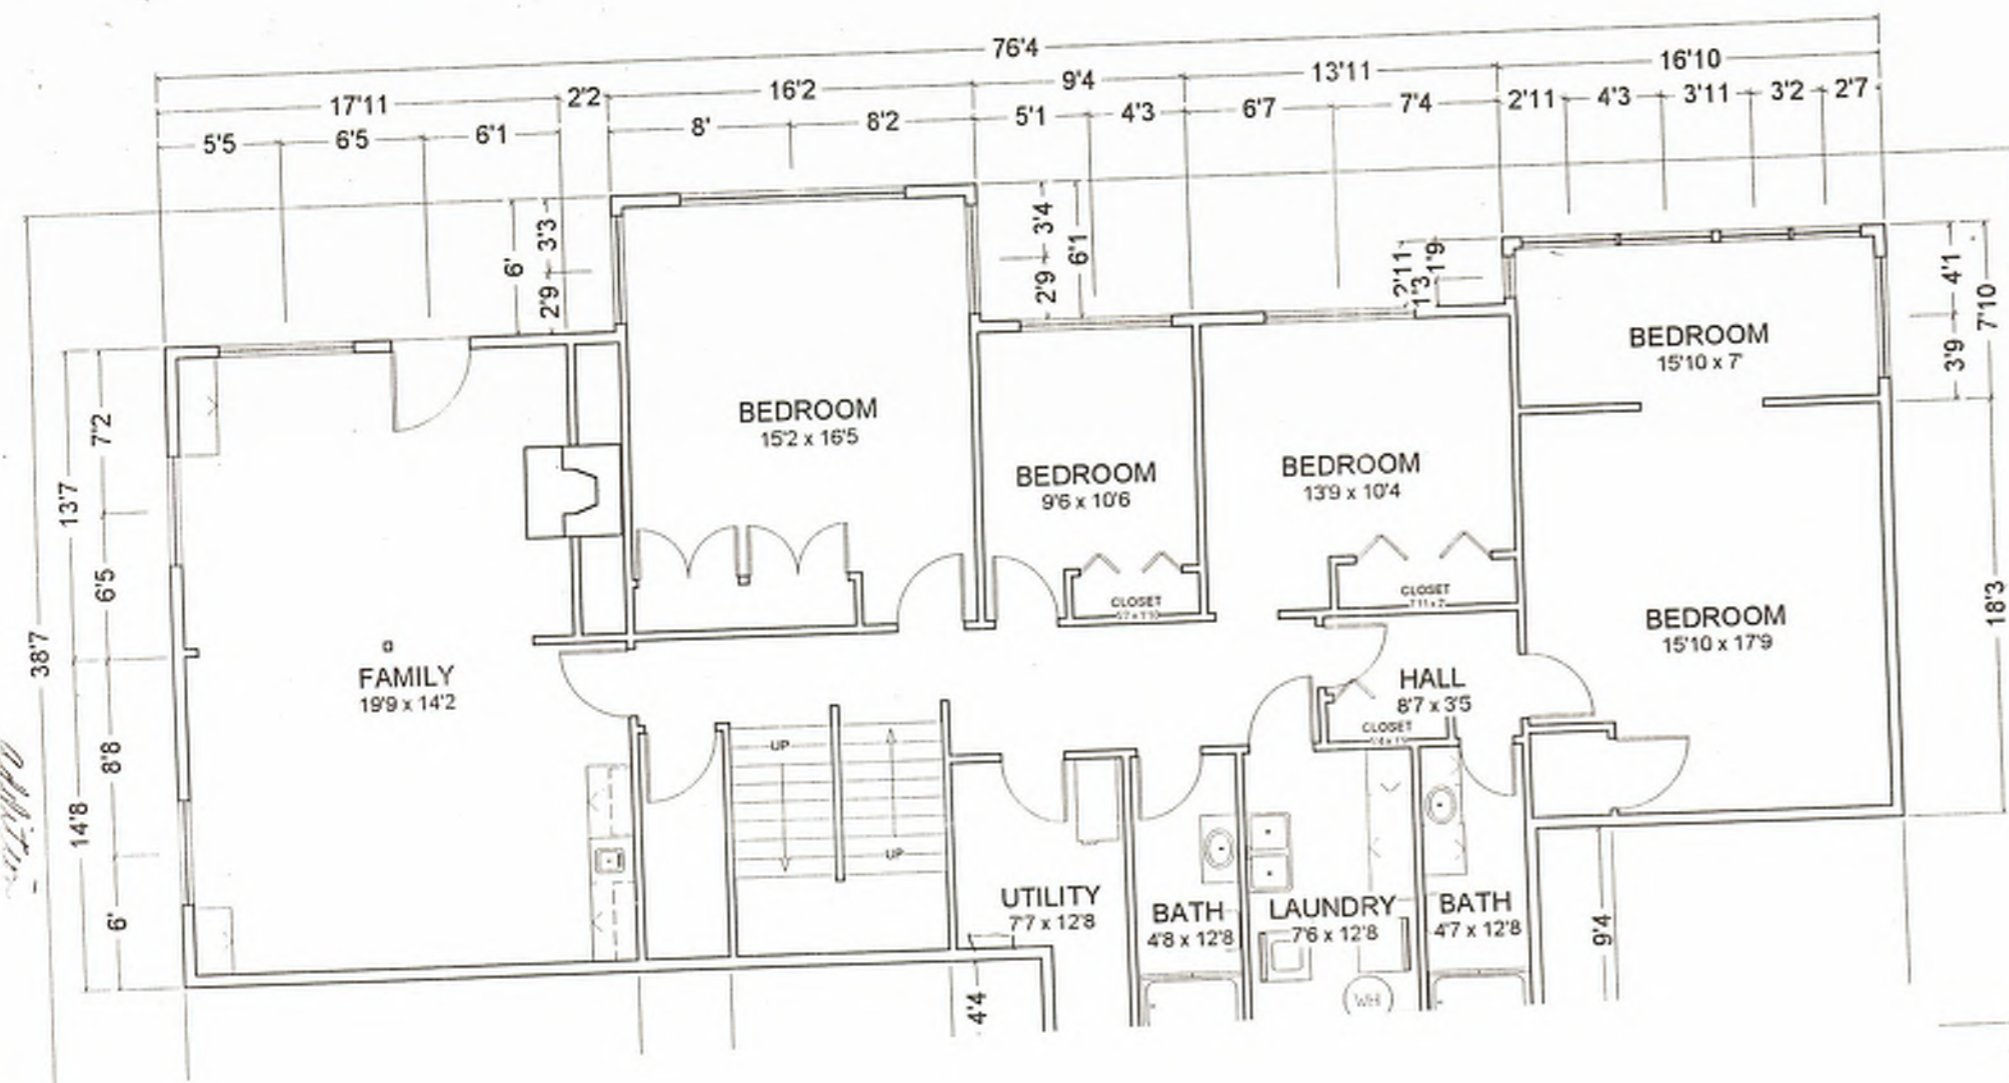 76'4
17'11
2'2
16'2
9'4
13'11
16'10
5'5
6'5
6'1
8'
8'2
5'1
4'3
6'7
7'4
2'11
4'3
3'11
3'2
2'7
6'
3'3
2'9
3'4
2'9
6'1
2'11
1'3
1'9
4'1
3'9
7'10
18'3
38'7
13'7
14'8
7'2
6'5
8'8
6'
BEDROOM
15'2 x 16'5
BEDROOM
9'6 x 10'6
CLOSET
BEDROOM
13'9 x 10'4
CLOSET
7'11 x 2'
BEDROOM
15'10 x 7'
BEDROOM
15'10 x 17'9
FAMILY
19'9 x 14'2
HALL
8'7 x 3'5
CLOSET
UP
UP
UTILITY
7'7 x 12'8
BATH
4'8 x 12'8
LAUNDRY
7'6 x 12'8
WH
BATH
4'7 x 12'8
4'4
9'4